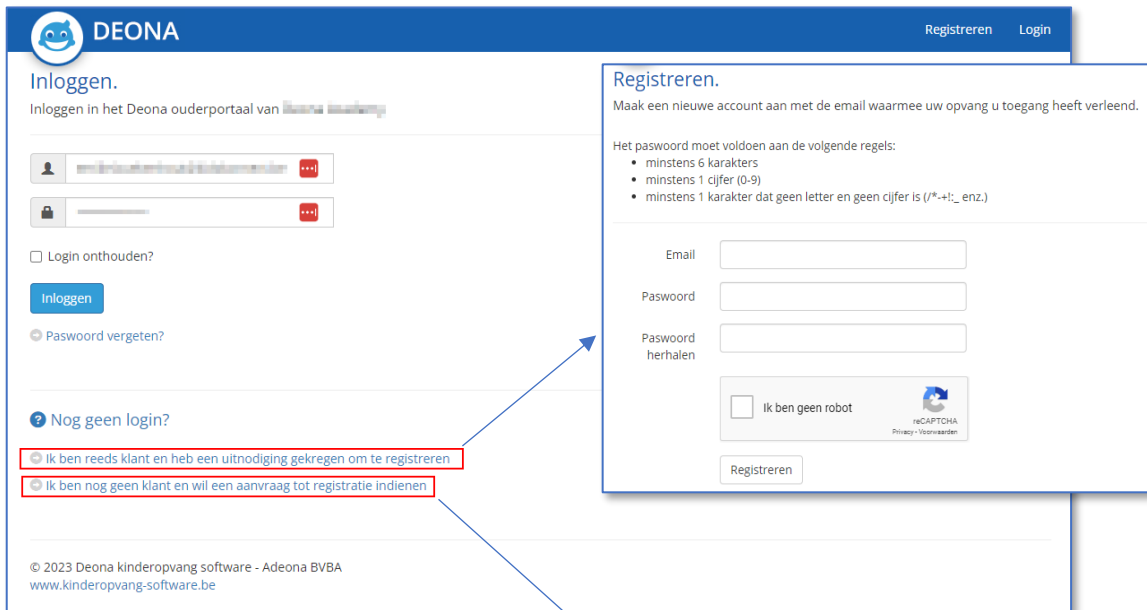 DEONA
Registreren Login
Inloggen.
Inloggen in het Deona ouderportaal van
Login onthouden?
Inloggen
Paswoord vergeten?
Nog geen login?
Ik ben reeds klant en heb een uitnodiging gekregen om te registreren
Ik ben nog geen klant en wil een aanvraag tot registratie indienen
© 2023 Deona kinderopvang software - Adeona BVBA
www.kinderopvang-software.be
Registreren.
Maak een nieuwe account aan met de email waarmee uw opvang u toegang heeft verleend.
Het paswoord moet voldoen aan de volgende regels:
• minstens 6 karakters
• minstens 1 cijfer (0-9)
• minstens 1 karakter dat geen letter en geen cijfer is (/*-+!:_ enz.)
Email
Paswoord
Paswoord
herhalen
Ik ben geen robot
reCAPTCHA
Privacy - Voorwaarden
Registreren